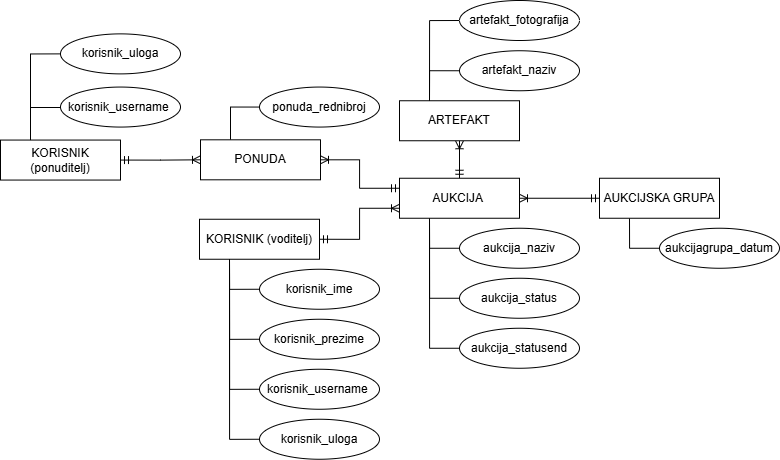 artefakt_fotografija
korisnik_uloga
artefakt_naziv
korisnik_username
ponuda_rednibroj
ARTEFAKT
KORISNIK
(ponuditelj)
PONUDA
AUKCIJA
AUKCIJSKA GRUPA
KORISNIK (voditelj)
aukcija_naziv
aukcijagrupa_datum
korisnik_ime
aukcija_status
korisnik_prezime
aukcija_statusend
korisnik_username
korisnik_uloga